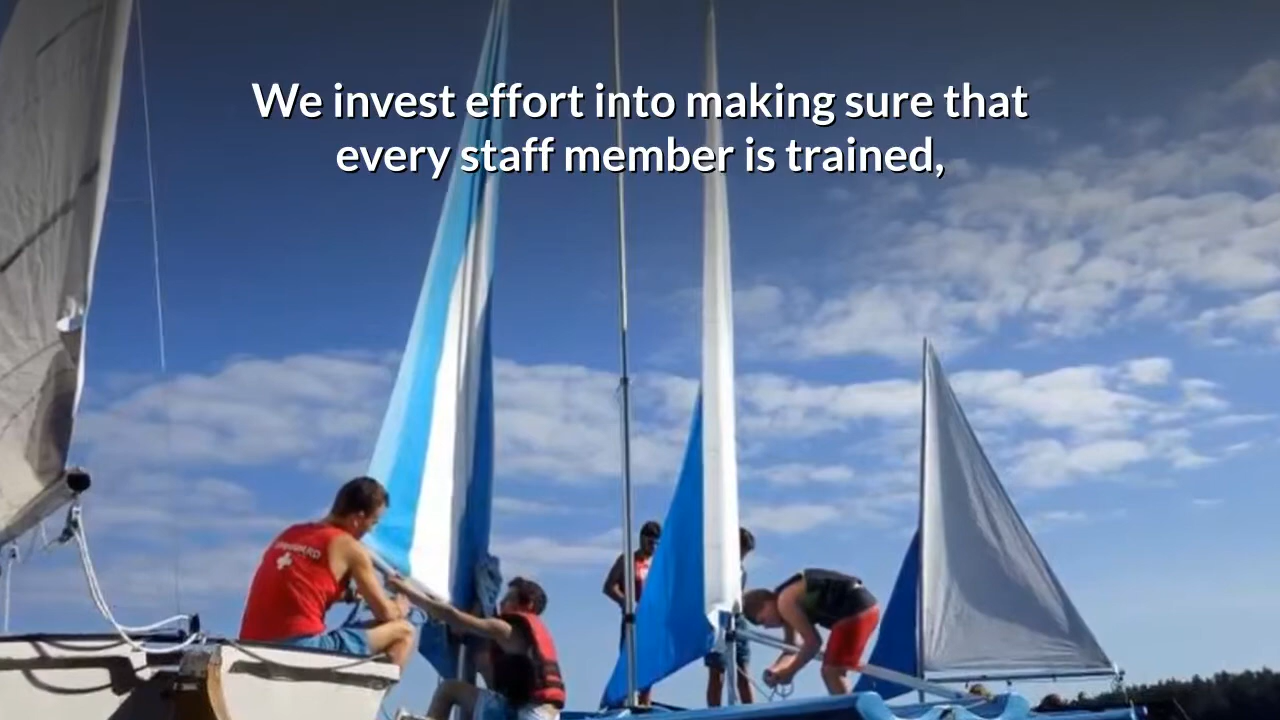 We invest effort into making sure that
every staff member is trained,